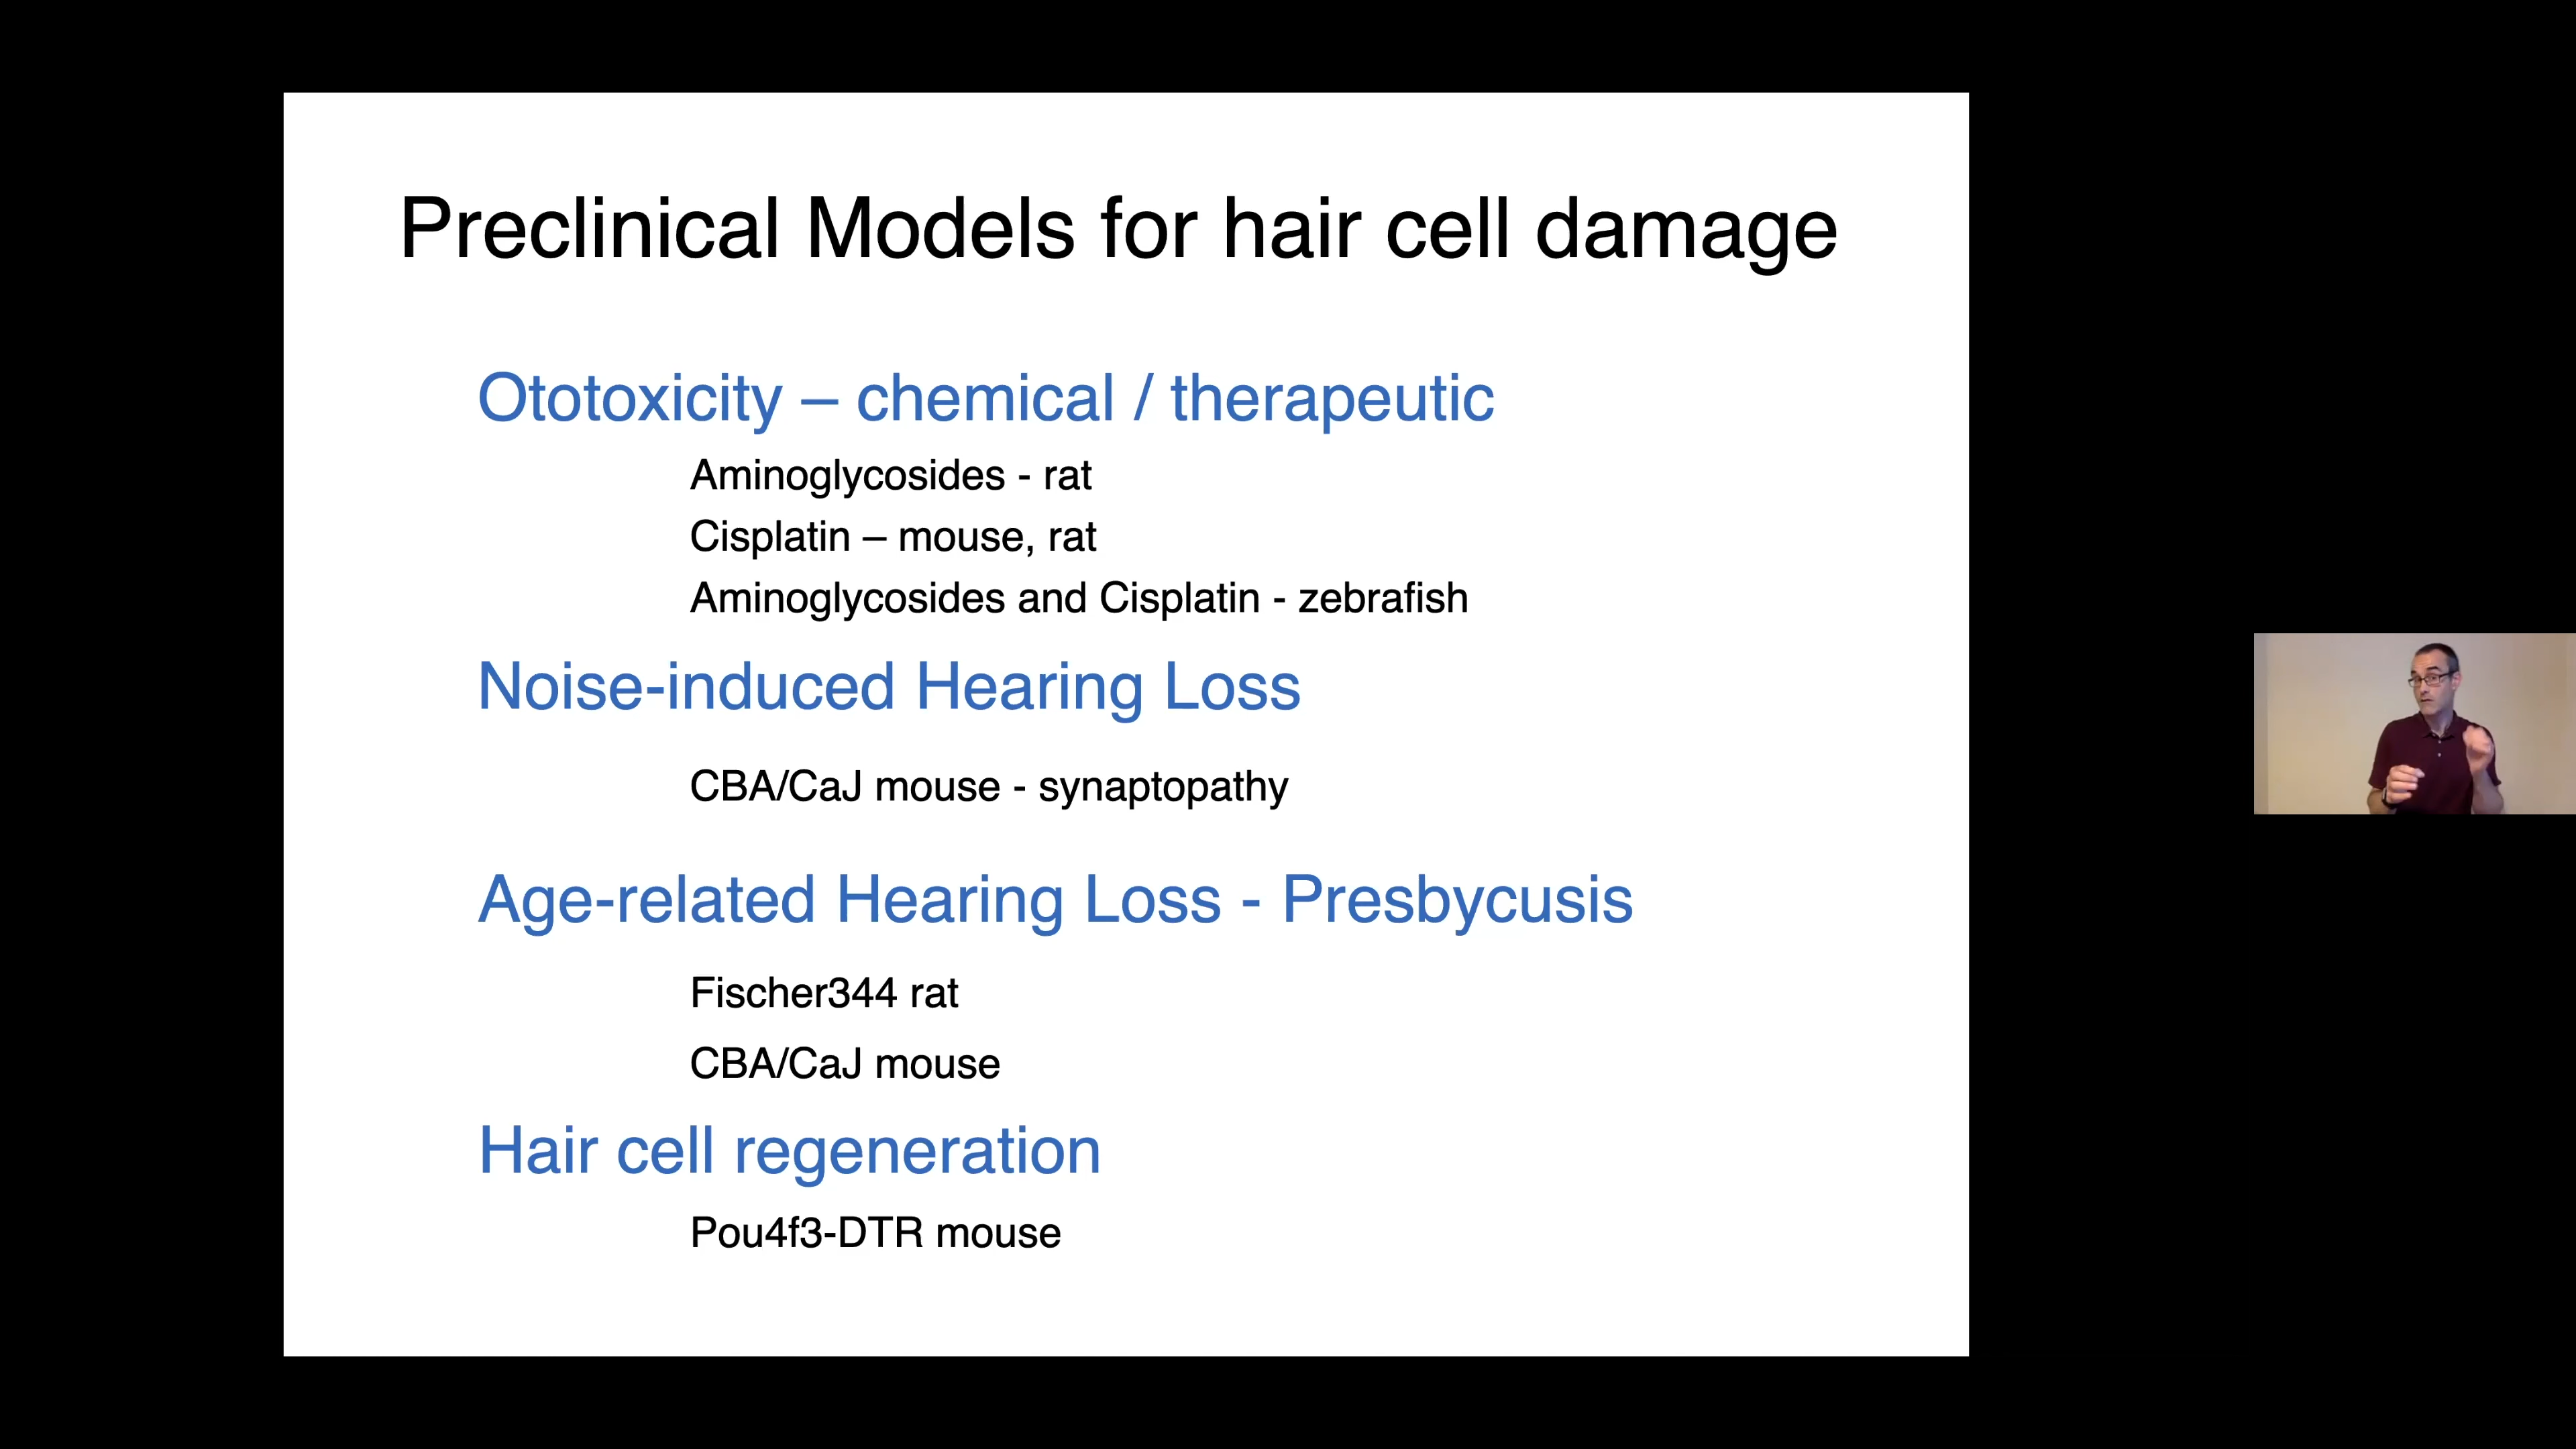 Preclinical Models for hair cell damage
Ototoxicity – chemical / therapeutic
Aminoglycosides - rat
Cisplatin – mouse, rat
Aminoglycosides and Cisplatin - zebrafish
Noise-induced Hearing Loss
CBA/CaJ mouse - synaptopathy
Age-related Hearing Loss - Presbycusis
Fischer344 rat
CBA/CaJ mouse
Hair cell regeneration
Pou4f3-DTR mouse